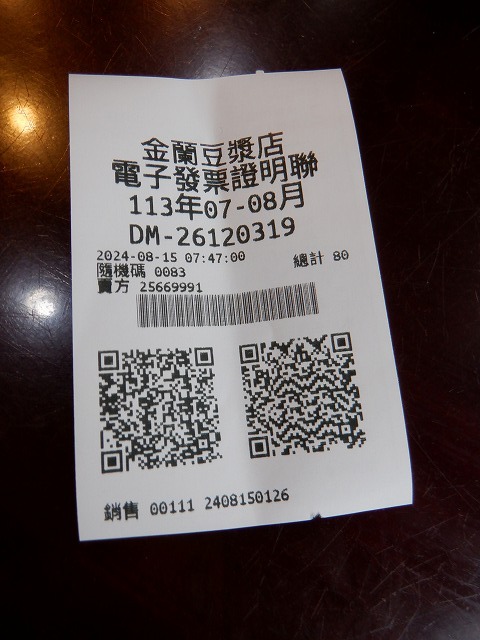 金蘭豆漿店
電子發票證明聯
113年07-08月
DM-26120319
2024-08-15 07:47:00 總計 80
隨機碼 0083
賣方 25669991
銷售 00111 2408150126